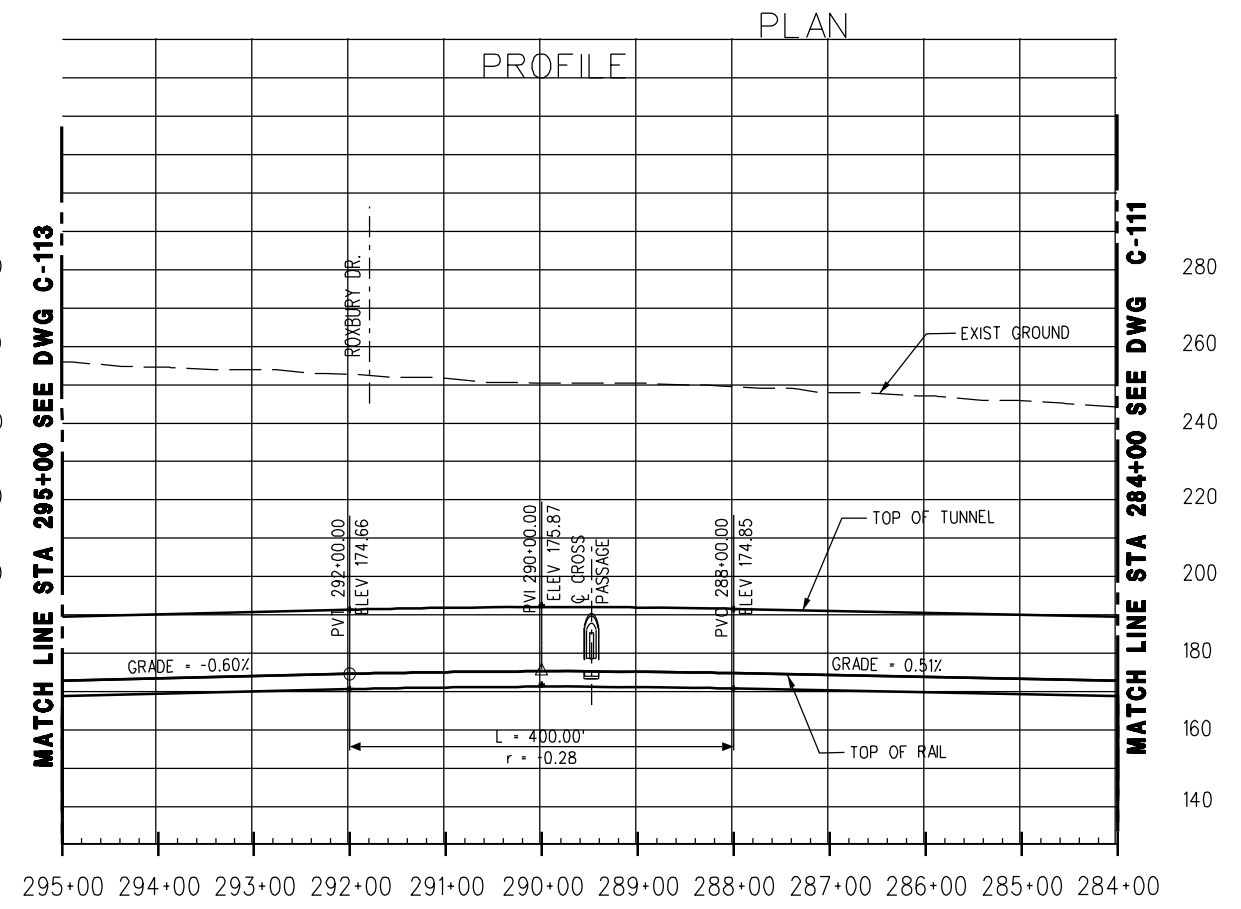 PLAN
PROFILE
MATCH LINE STA 295+00 SEE DWG C-113
ROXBURY DR.
EXIST GROUND
MATCH LINE STA 284+00 SEE DWG C-111
280
260
240
220
200
180
160
140
PVT 292+00.00
ELEV 174.66
PVI 290+00.00
ELEV 175.87
℄ CROSS
PASSAGE
PVC 288+00.00
ELEV 174.85
TOP OF TUNNEL
GRADE = -0.60%
GRADE = 0.51%
L = 400.00'
r = -0.28
TOP OF RAIL
295+00 294+00 293+00 292+00 291+00 290+00 289+00 288+00 287+00 286+00 285+00 284+00